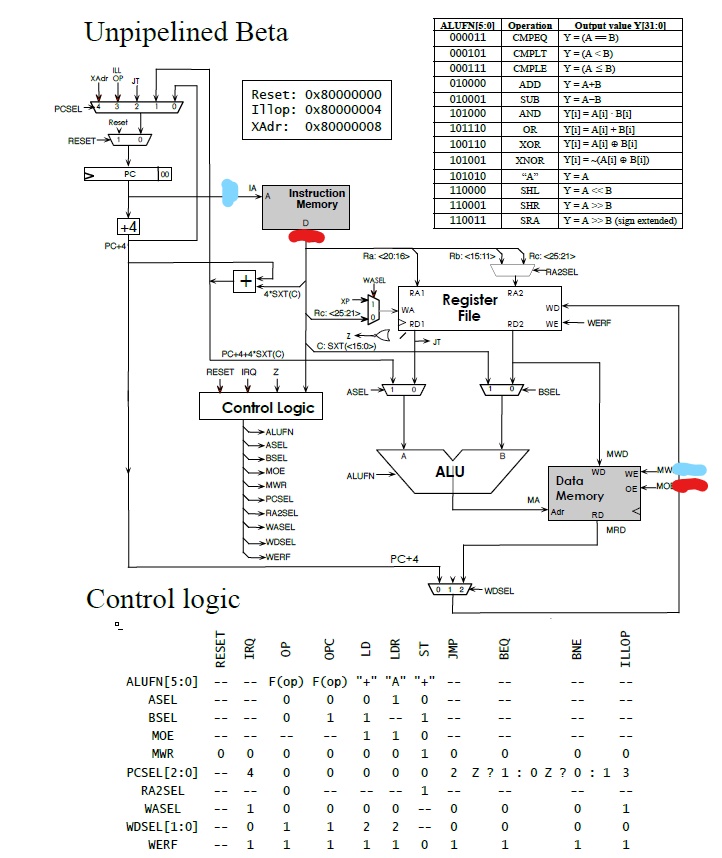 Unpipelined Beta
ALUFN[5:0] Operation Output value Y[31:0]
000011 CMPEQ Y = (A == B)
000101 CMPLT Y = (A < B)
000111 CMPLE Y = (A ≤ B)
010000 ADD Y = A+B
010001 SUB Y = A−B
101000 AND Y[i] = A[i] · B[i]
101110 OR Y[i] = A[i] + B[i]
100110 XOR Y[i] = A[i] ⊕ B[i]
101001 XNOR Y[i] = ~(A[i] ⊕ B[i])
101010 “A” Y = A
110000 SHL Y = A << B
110001 SHR Y = A >> B
110011 SRA Y = A >> B (sign extended)
Reset: 0x80000000
Illop: 0x80000004
XAdr: 0x80000008
ILL
XAdr OP JT
PCSEL 4 3 2 1 0
Reset
RESET 1 0
PC 00
IA A Instruction
Memory
D
+4
PC+4
Ra: <20:16> Rb: <15:11> Rc: <25:21>
RA2SEL
+
4*SXT(C)
WASEL
XP 1
Rc: <25:21> 0
RA1 Register RA2
WA File WD
RD1 RD2 WE WERF
Z JT
C: SXT(<15:0>)
PC+4+4*SXT(C)
RESET IRQ Z
ASEL 1 0 1 0 BSEL
Control Logic
ALUFN
ASEL
BSEL
MOE
MWR
PCSEL
RA2SEL
WASEL
WDSEL
WERF
A B
ALUFN ALU
MWD
WD WE MW
Data OE MO
Memory
MA Adr RD
MRD
PC+4
0 1 2 WDSEL
Control logic
RESET IRQ OP OPC LD LDR ST JMP BEQ BNE ILLOP
ALUFN[5:0] -- -- F(op) F(op) "+" "A" "+" -- -- -- --
ASEL -- -- 0 0 0 1 0 -- -- -- --
BSEL -- -- 0 1 1 -- 1 -- -- -- --
MOE -- -- -- -- 1 1 0 -- -- -- --
MWR 0 0 0 0 0 0 1 0 0 0 0
PCSEL[2:0] -- 4 0 0 0 0 0 2 Z ? 1 : 0 Z ? 0 : 1 3
RA2SEL -- -- 0 -- -- -- 1 -- -- -- --
WASEL -- 1 0 0 0 0 -- 0 0 0 1
WDSEL[1:0] -- 0 1 1 2 2 -- 0 0 0 0
WERF -- 1 1 1 1 1 0 1 1 1 1